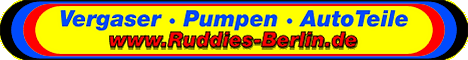 Vergaser · Pumpen · AutoTeile
www.Ruddies-Berlin.de